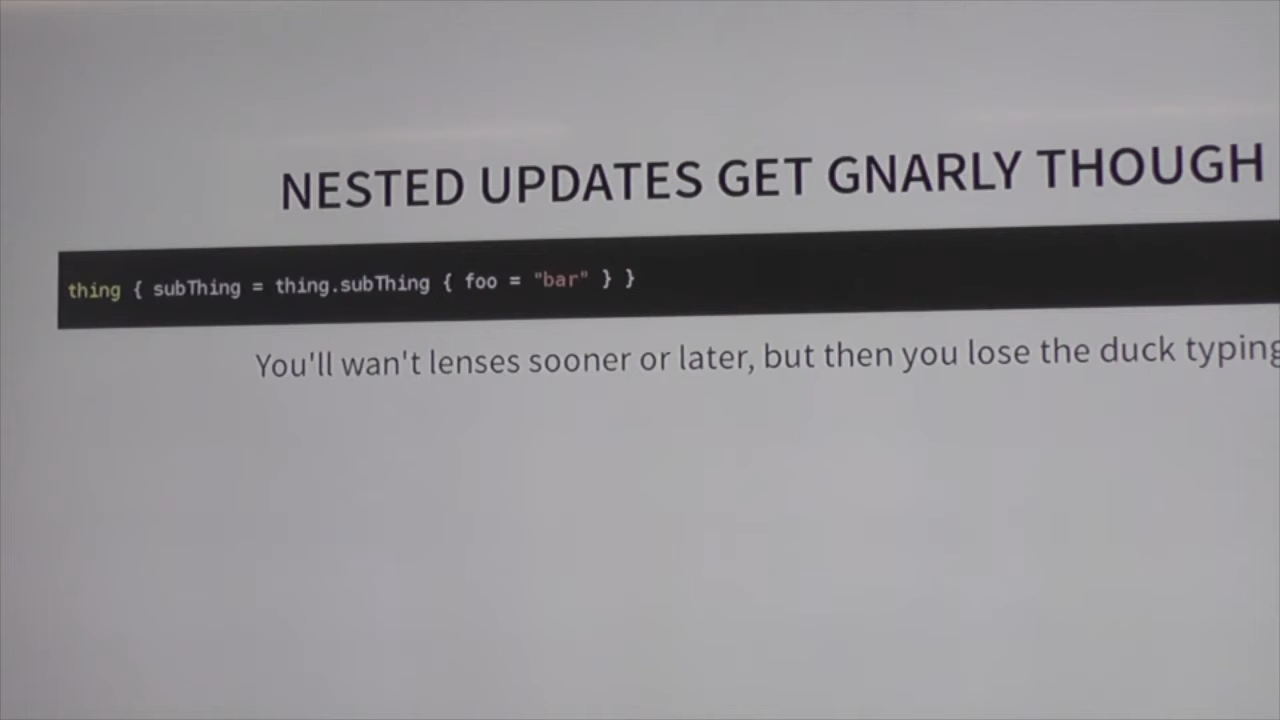 NESTED UPDATES GET GNARLY THOUGH
thing { subThing = thing.subThing { foo = "bar" } }
You'll wan't lenses sooner or later, but then you lose the duck typing